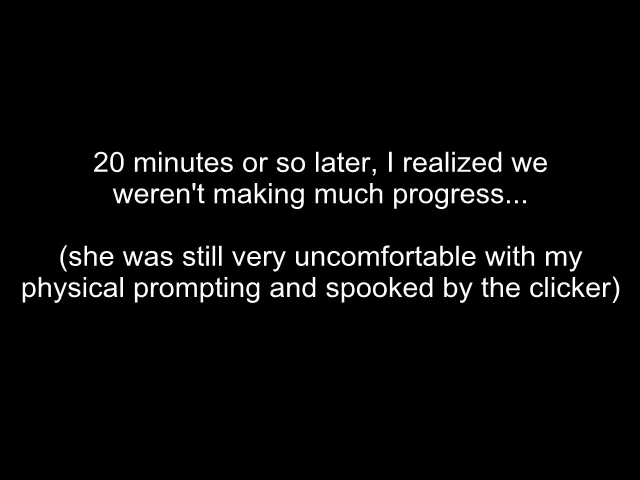 20 minutes or so later, I realized we
weren't making much progress...
(she was still very uncomfortable with my
physical prompting and spooked by the clicker)